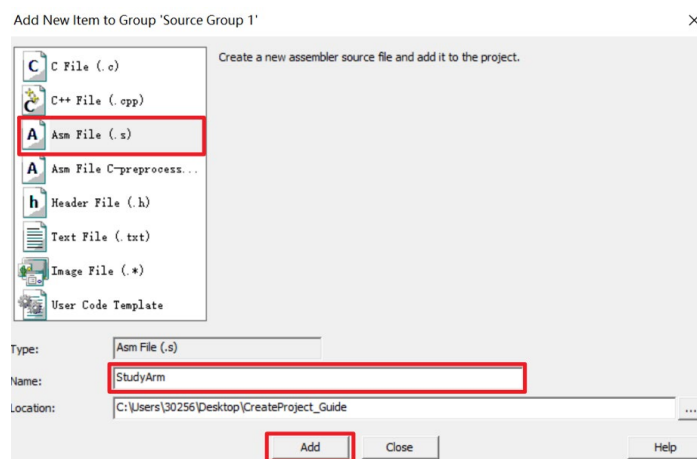 Add New Item to Group 'Source Group 1'
C File (.c)
Create a new assembler source file and add it to the project.
C++ File (.cpp)
Asm File (.s)
Asm File C-preprocess...
Header File (.h)
Text File (.txt)
Image File (.*)
User Code Template
Type:
Asm File (.s)
Name:
StudyArm
Location:
C:\Users\30256\Desktop\CreateProject_Guide
...
Add
Close
Help